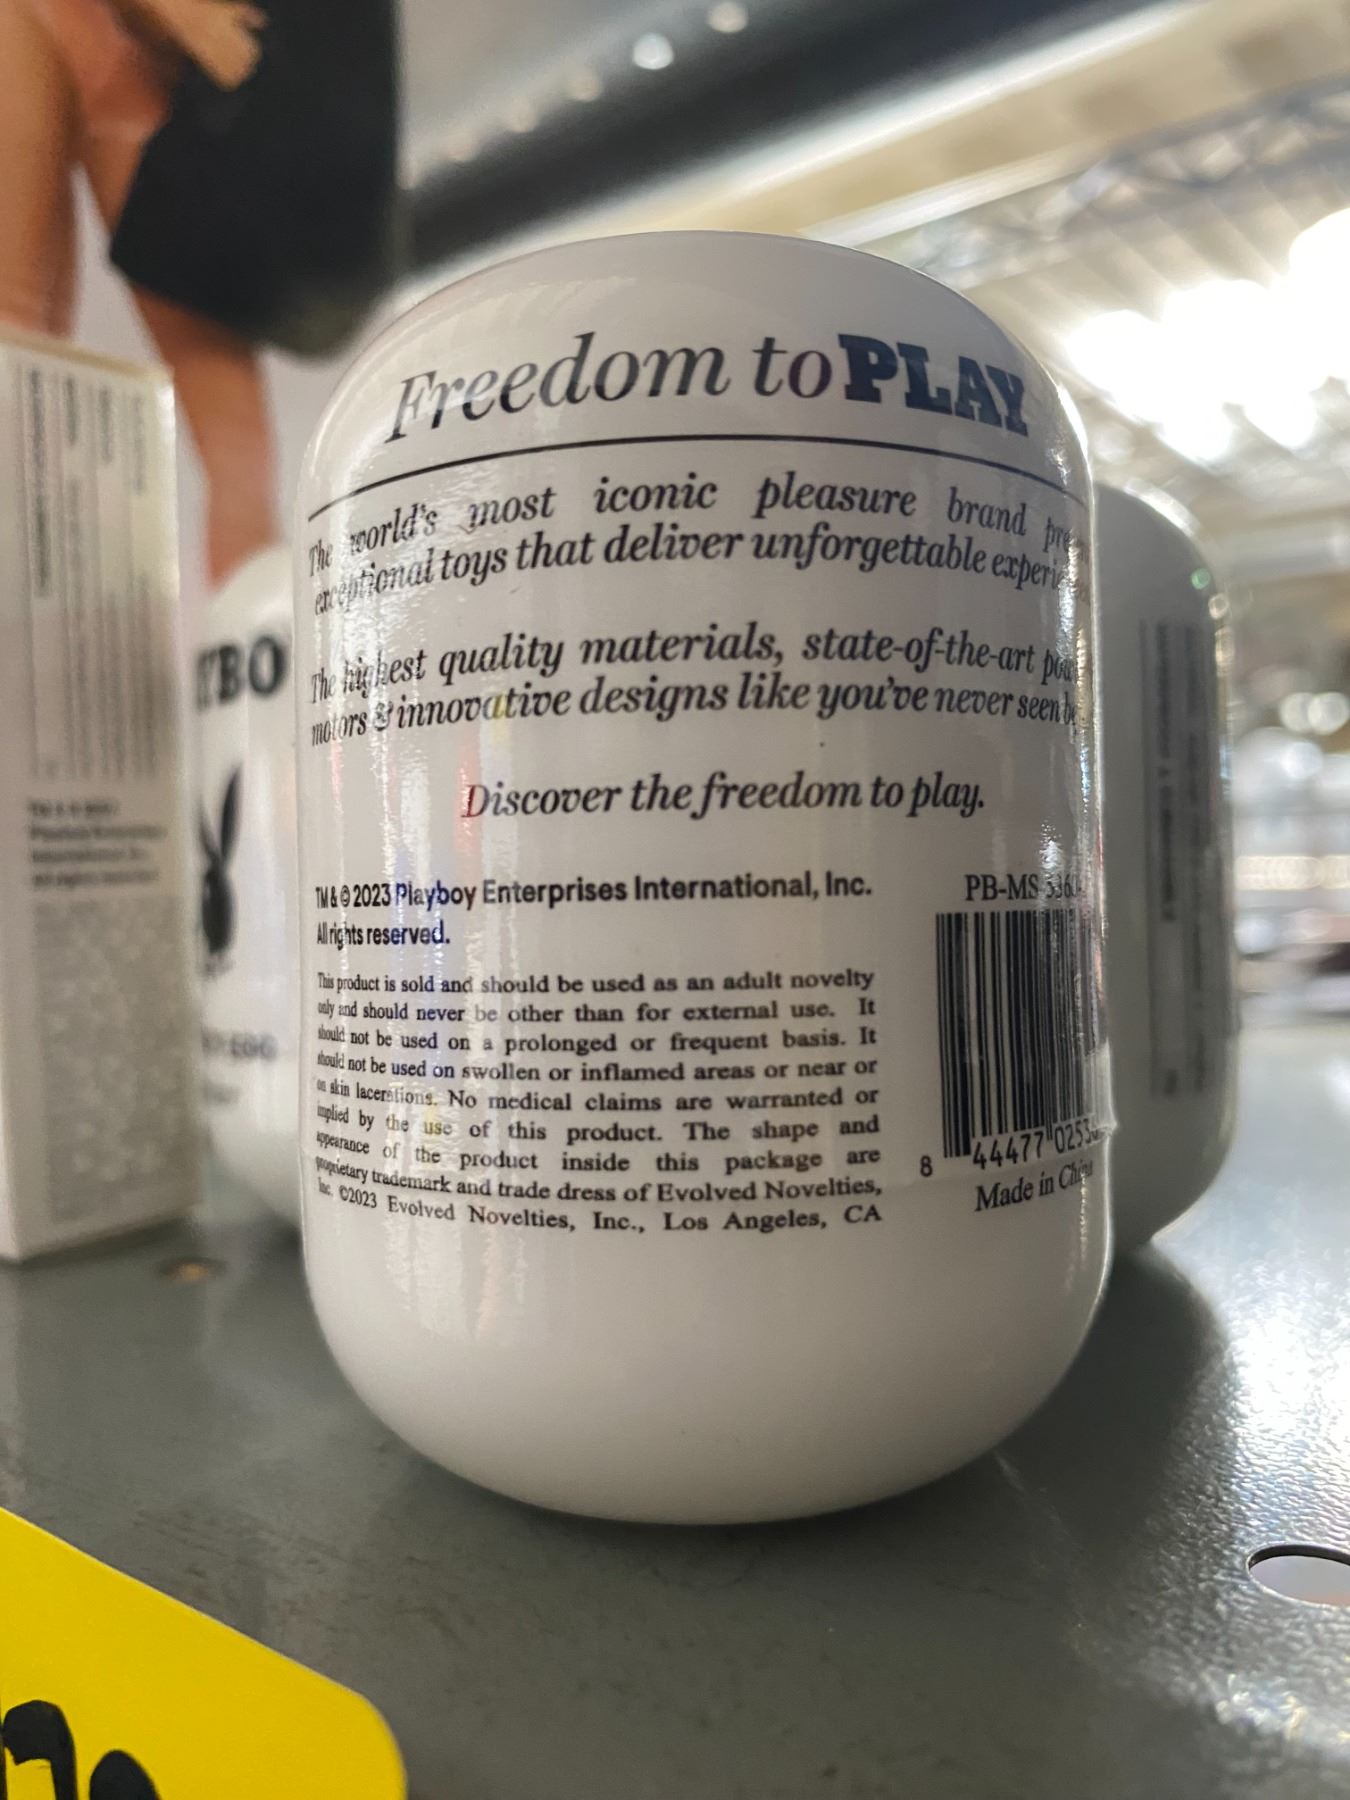 Freedom to PLAY
The world's most iconic pleasure brand
exceptional toys that deliver unforgettable
The highest quality materials, state-of-the-art
motors & innovative designs like you've never seen
Discover the freedom to play.
TM & © 2023 Playboy Enterprises International, Inc.
All rights reserved.
This product is sold and should be used as an adult novelty
only and should never be other than for external use. It
should not be used on a prolonged or frequent basis. It
should not be used on swollen or inflamed areas or near or
on skin lacerations. No medical claims are warranted or
implied by the use of this product. The shape and
appearance of the product inside this package are
proprietary trademark and trade dress of Evolved Novelties,
Inc. ©2023 Evolved Novelties, Inc., Los Angeles, CA
PB-MS
8 44477
Made in China